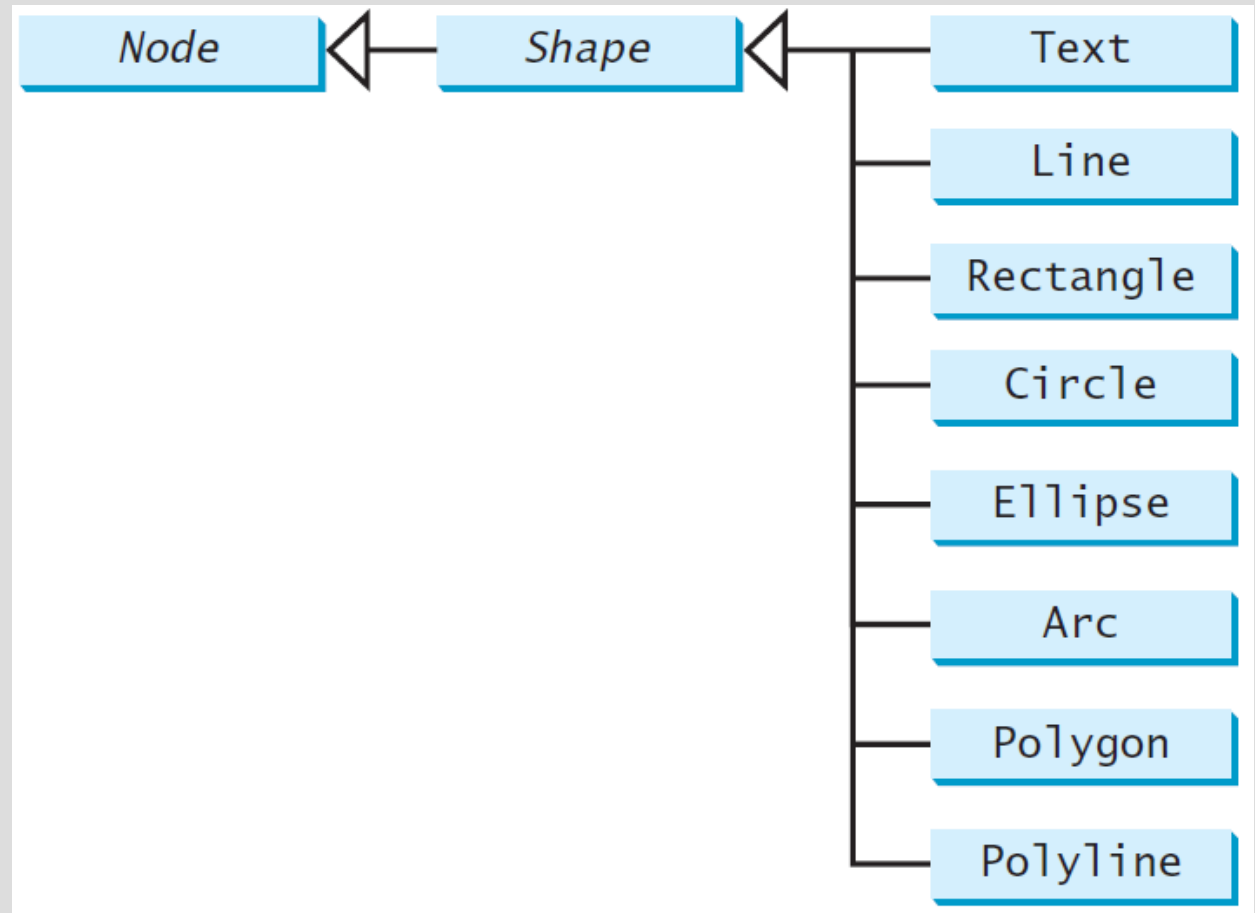 Node
Shape
Text
Line
Rectangle
Circle
Ellipse
Arc
Polygon
Polyline